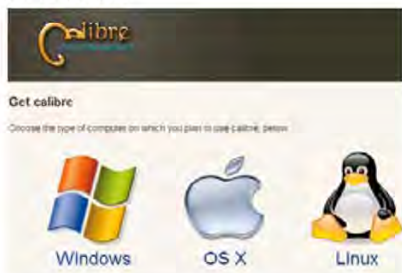 Calibre
Get calibre
Choose the type of computer on which you plan to use calibre, below
Windows
OS X
Linux